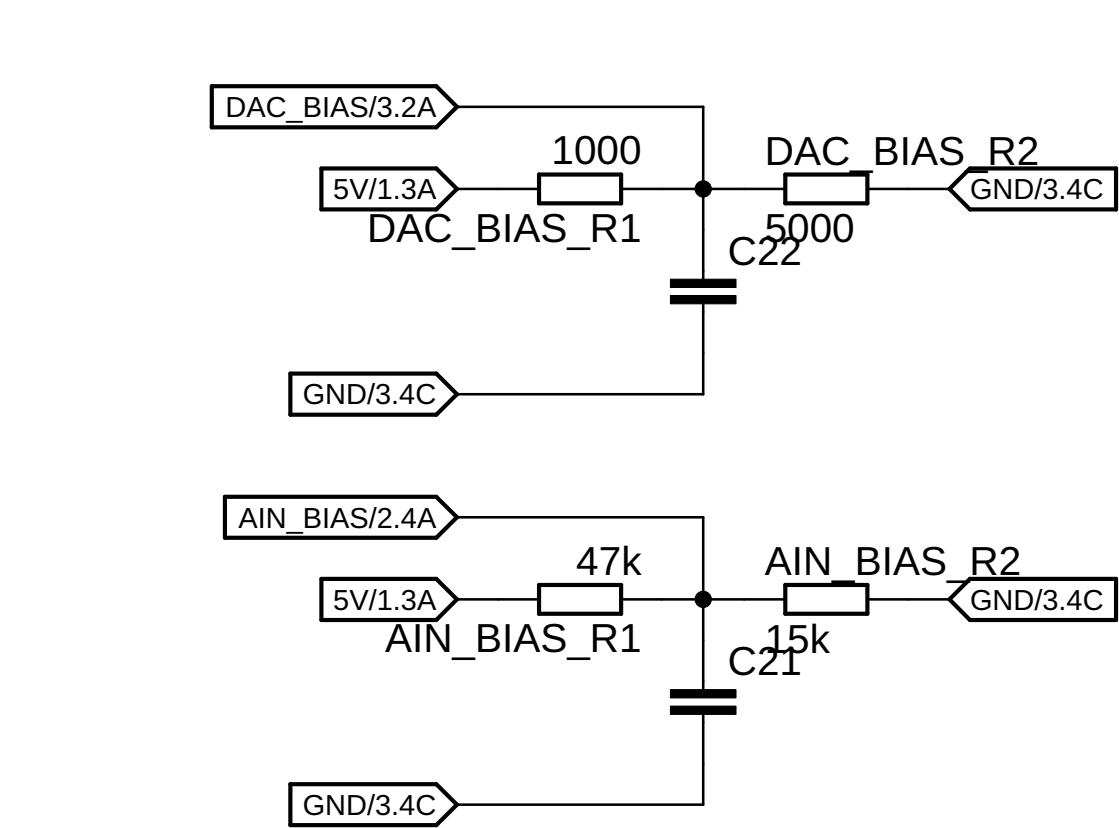 DAC_BIAS/3.2A
1000
DAC_BIAS_R2
5V/1.3A
GND/3.4C
DAC_BIAS_R1
5000
C22
GND/3.4C
AIN_BIAS/2.4A
47k
AIN_BIAS_R2
5V/1.3A
GND/3.4C
AIN_BIAS_R1
15k
C21
GND/3.4C